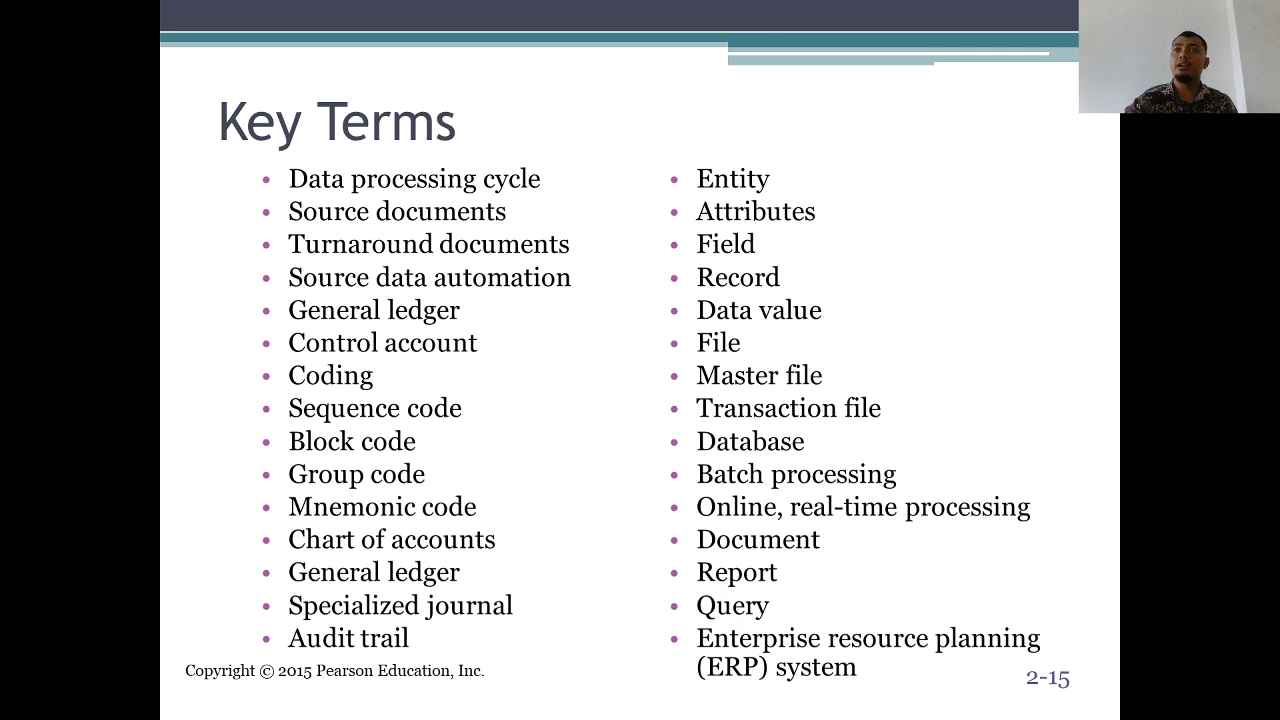 Key Terms
Data processing cycle
Source documents
Turnaround documents
Source data automation
General ledger
Control account
Coding
Sequence code
Block code
Group code
Mnemonic code
Chart of accounts
General ledger
Specialized journal
Audit trail
Entity
Attributes
Field
Record
Data value
File
Master file
Transaction file
Database
Batch processing
Online, real-time processing
Document
Report
Query
Enterprise resource planning
(ERP) system
Copyright © 2015 Pearson Education, Inc.
2-15